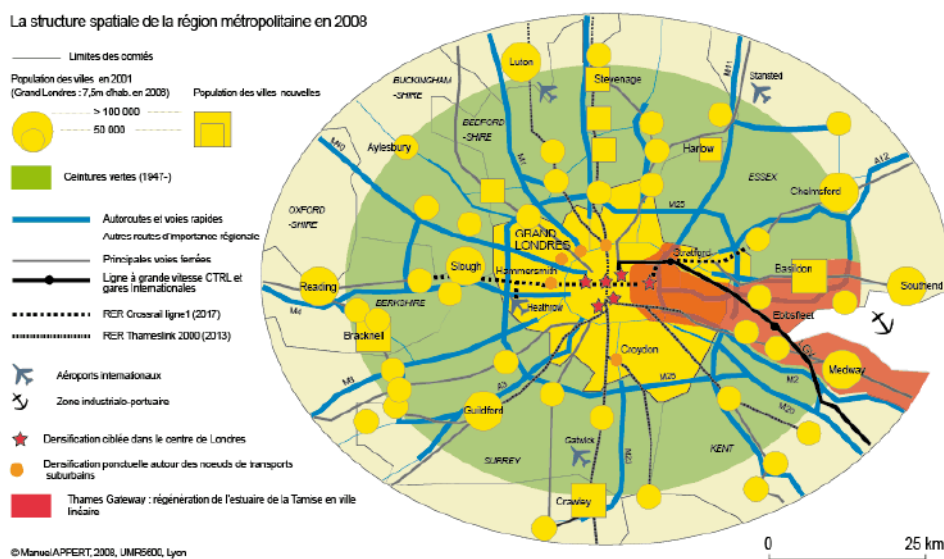 La structure spatiale de la région métropolitaine en 2008
Limites des comtés
Population des villes en 2001
(Grand Londres : 7,5m d'hab. en 2008)
Population des villes nouvelles
> 100 000
50 000
Ceintures vertes (1947-)
Autoroutes et voies rapides
Autres routes d'importance régionale
Principales voies ferrées
Ligne à grande vitesse CTRL et
gares internationales
RER Crossrail ligne1 (2017)
RER Thameslink 2000 (2013)
Aéroports internationaux
Zone industrialo-portuaire
Densification ciblée dans le centre de Londres
Densification ponctuelle autour des noeuds de transports
suburbains
Thames Gateway : régénération de l'estuaire de la Tamise en ville
linéaire
© Manuel APPERT, 2008, UMR5600, Lyon
Luton
Stevenage
M11
Stansted
BUCKINGHAM
-SHIRE
BEDFORD
-SHIRE
M40
Aylesbury
M1
Harlow
A12
ESSEX
Chelmsford
OXFORD
-SHIRE
M25
GRAND
LONDRES
Stratford
Slough
Hammersmith
Basildon
Reading
Southend
BERKSHIRE
Heathrow
M4
Ebbsfleet
Bracknell
Croydon
Medway
M3
A3
M25
M2
Guildford
M20
Gatwick
M23
SURREY
KENT
Crawley
0
25 km